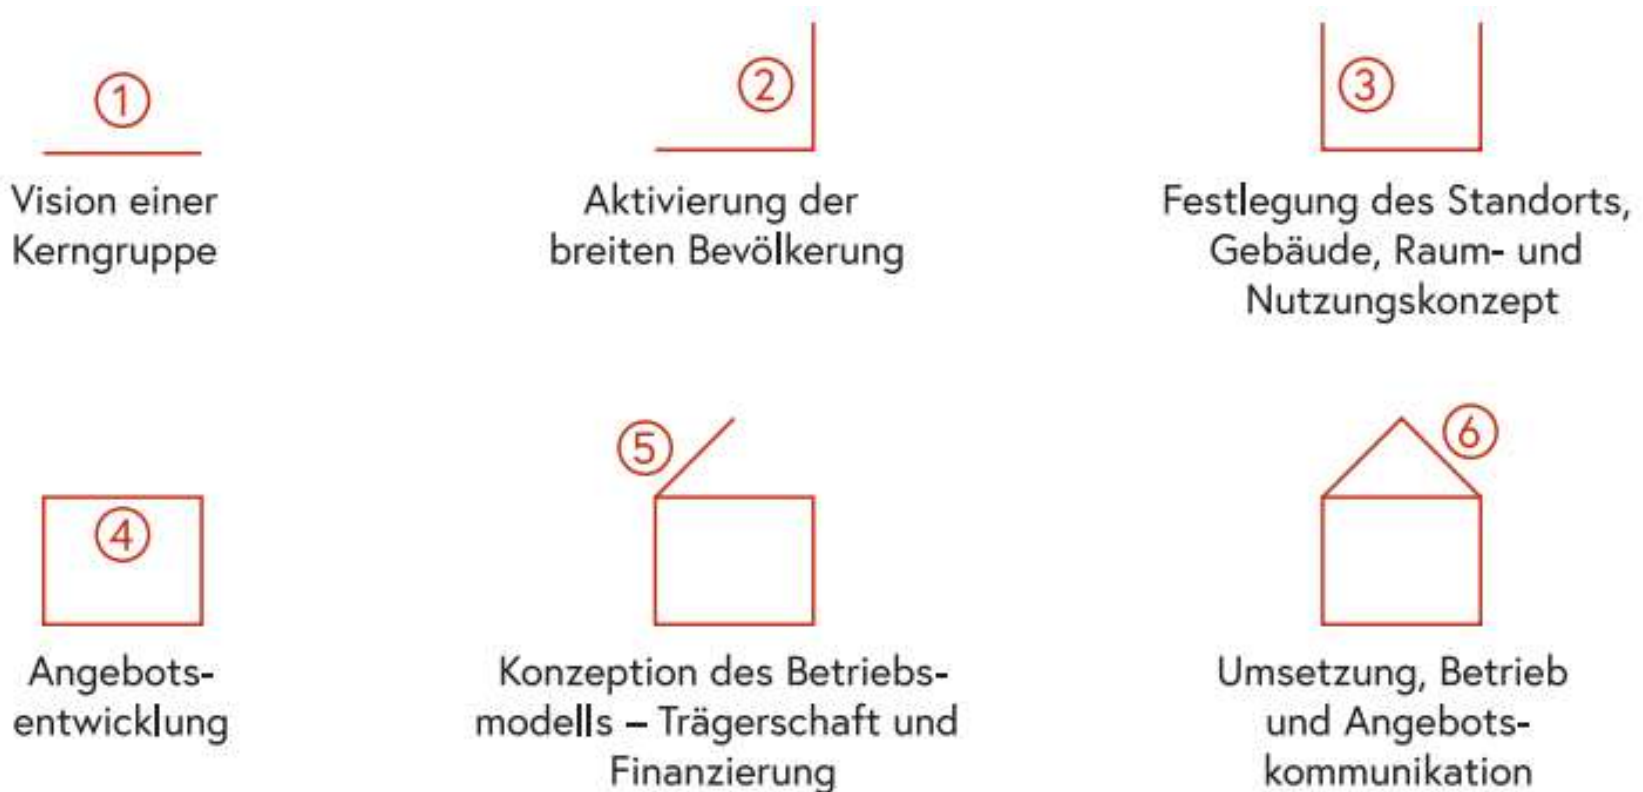 1
Vision einer
Kerngruppe
2
Aktivierung der
breiten Bevölkerung
3
Festlegung des Standorts,
Gebäude, Raum- und
Nutzungskonzept
4
Angebots-
entwicklung
5
Konzeption des Betriebs-
modells – Trägerschaft und
Finanzierung
6
Umsetzung, Betrieb
und Angebots-
kommunikation